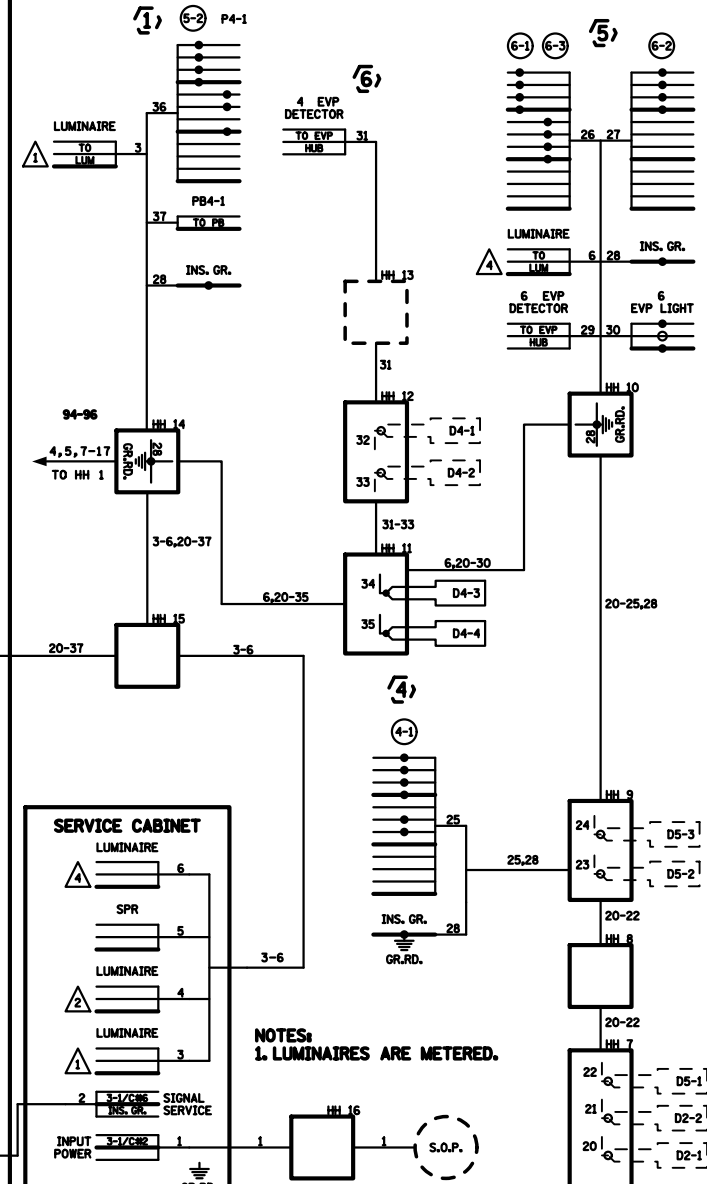 1
5-2 P4-1
36
LUMINAIRE
TO
LUM
3
1
PB4-1
37 TO PB
INS. GR.
28
6
4 EVP
DETECTOR
TO EVP
HUB
31
HH 13
31
HH 12
32
D4-1
33
D4-2
31-33
HH 11
34
D4-3
35
D4-4
5
6-1 6-3
6-2
26 27
LUMINAIRE
TO
LUM
4
6 28
INS. GR.
6 EVP
DETECTOR
TO EVP
HUB
29 30
6
EVP LIGHT
HH 10
28
GR.RD.
6,20-30
20-25,28
94-96
HH 14
GR.RD.
28
4,5,7-17
TO HH 1
3-6,20-37
6,20-35
HH 15
20-37
3-6
4
4-1
25
25,28
INS. GR.
28
GR.RD.
HH 9
24
D5-3
23
D5-2
20-22
HH 8
20-22
HH 7
22
D5-1
21
D2-2
20
D2-1
SERVICE CABINET
LUMINAIRE
4
6
SPR
5
LUMINAIRE
2
4
LUMINAIRE
1
3
3-6
2
3-1/C#6
INS. GR.
SIGNAL
SERVICE
INPUT
POWER
3-1/C#2
1
1
HH 16
1
S.O.P.
NOTES:
1. LUMINAIRES ARE METERED.